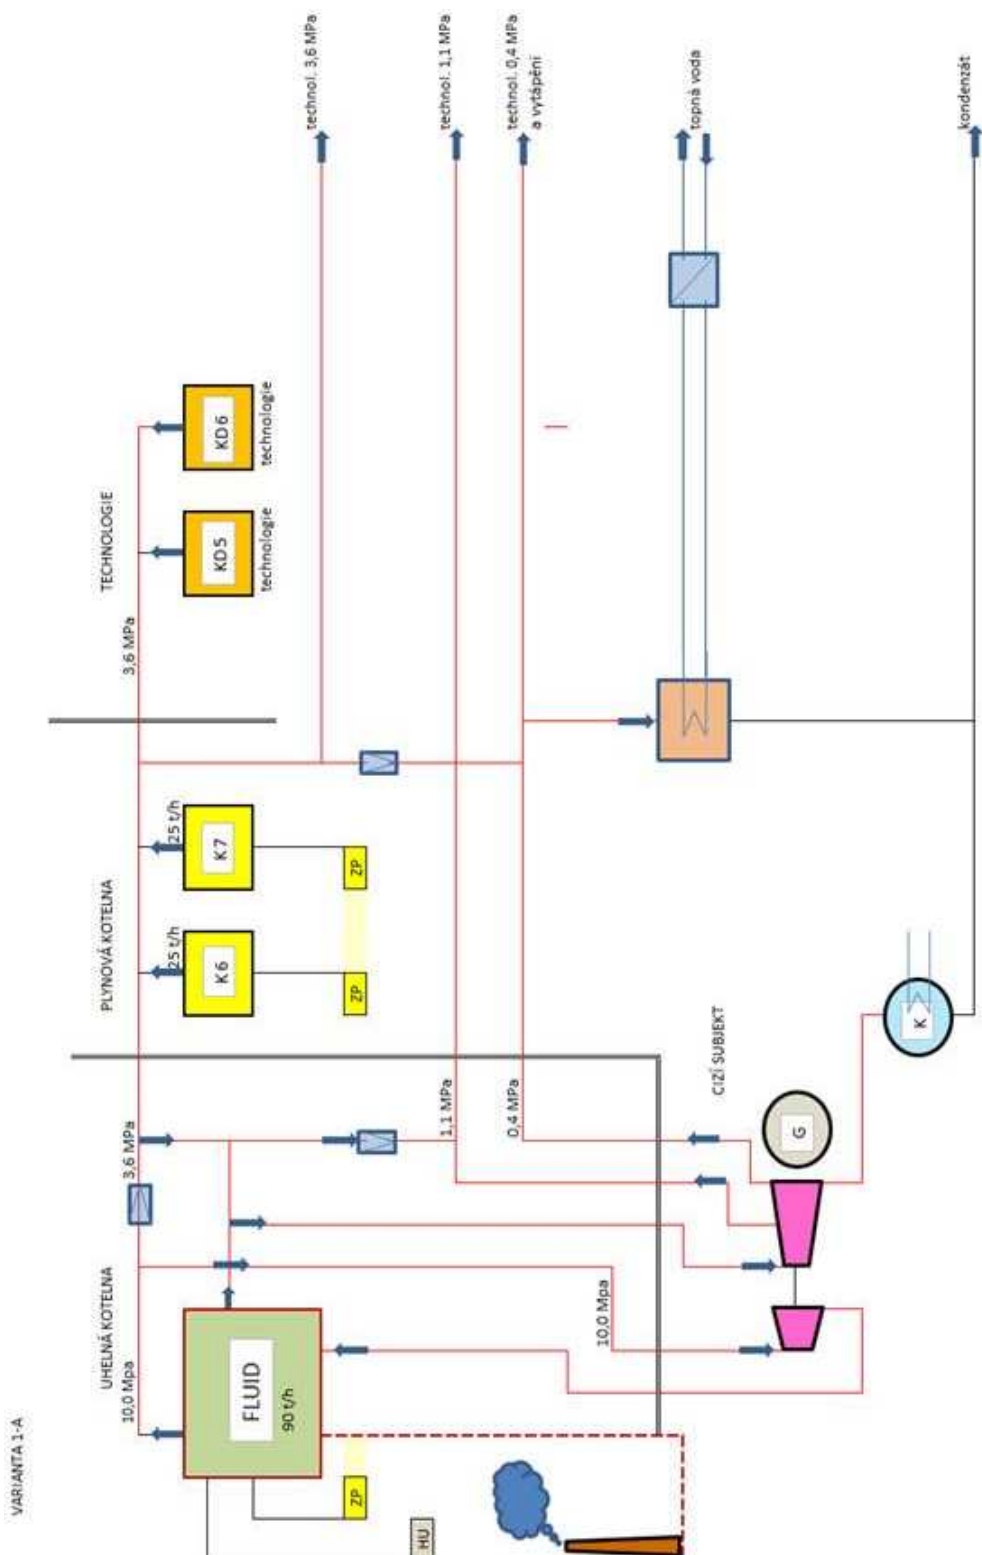 VARIANTA 1-A
UHELNÁ KOTELNA
PLYNOVÁ KOTELNA
TECHNOLOGIE
10,0 Mpa
3,6 MPa
3,6 MPa
FLUID
90 t/h
25 t/h
K6
25 t/h
K7
KD5
technologie
KD6
technologie
technol. 3,6 MPa
ZP
ZP
ZP
HU
1,1 MPa
technol. 1,1 MPa
0,4 MPa
technol. 0,4 MPa
a vytápění
10,0 Mpa
topná voda
CIZÍ SUBJEKT
G
K
kondenzát